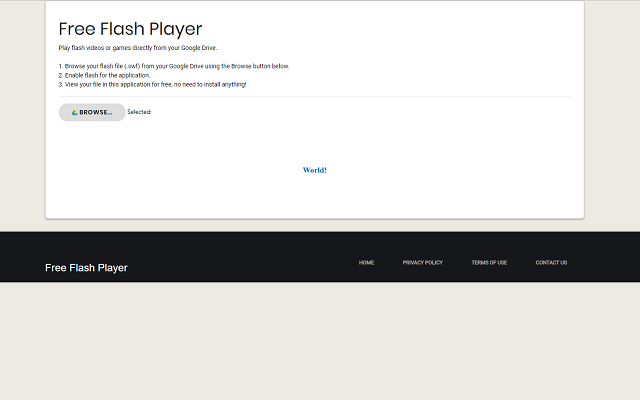 Free Flash Player
Play flash videos or games directly from your Google Drive.
1. Browse your flash file (.swf) from your Google Drive using the Browse button below.
2. Enable flash for the application.
3. View your file in this application for free, no need to install anything!
BROWSE... Selected:
World!
Free Flash Player HOME PRIVACY POLICY TERMS OF USE CONTACT US